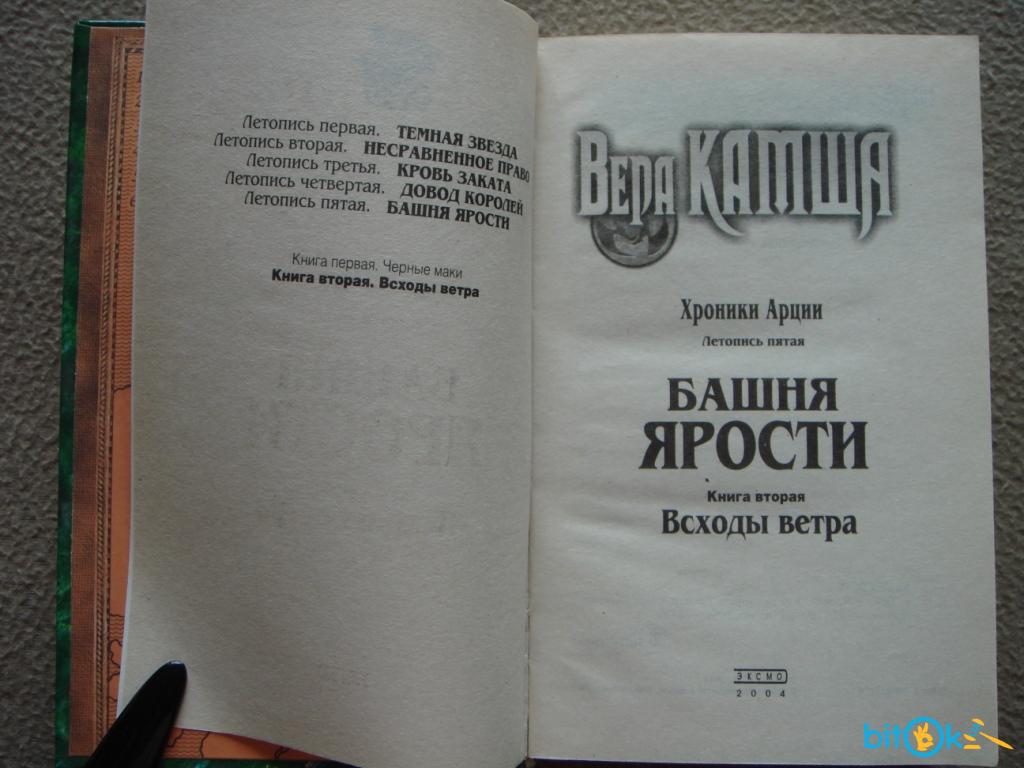 Летопись первая. ТЕМНАЯ ЗВЕЗДА
Летопись вторая. НЕСРАВНЕННОЕ ПРАВО
Летопись третья. КРОВЬ ЗАКАТА
Летопись четвертая. ДОВОД КОРОЛЕЙ
Летопись пятая. БАШНЯ ЯРОСТИ
Книга первая. Черные маки
Книга вторая. Всходы ветра
Вера КАМША
Хроники Арции
Летопись пятая
БАШНЯ
ЯРОСТИ
Книга вторая
Всходы ветра
ЭКСМО
2004
bitok